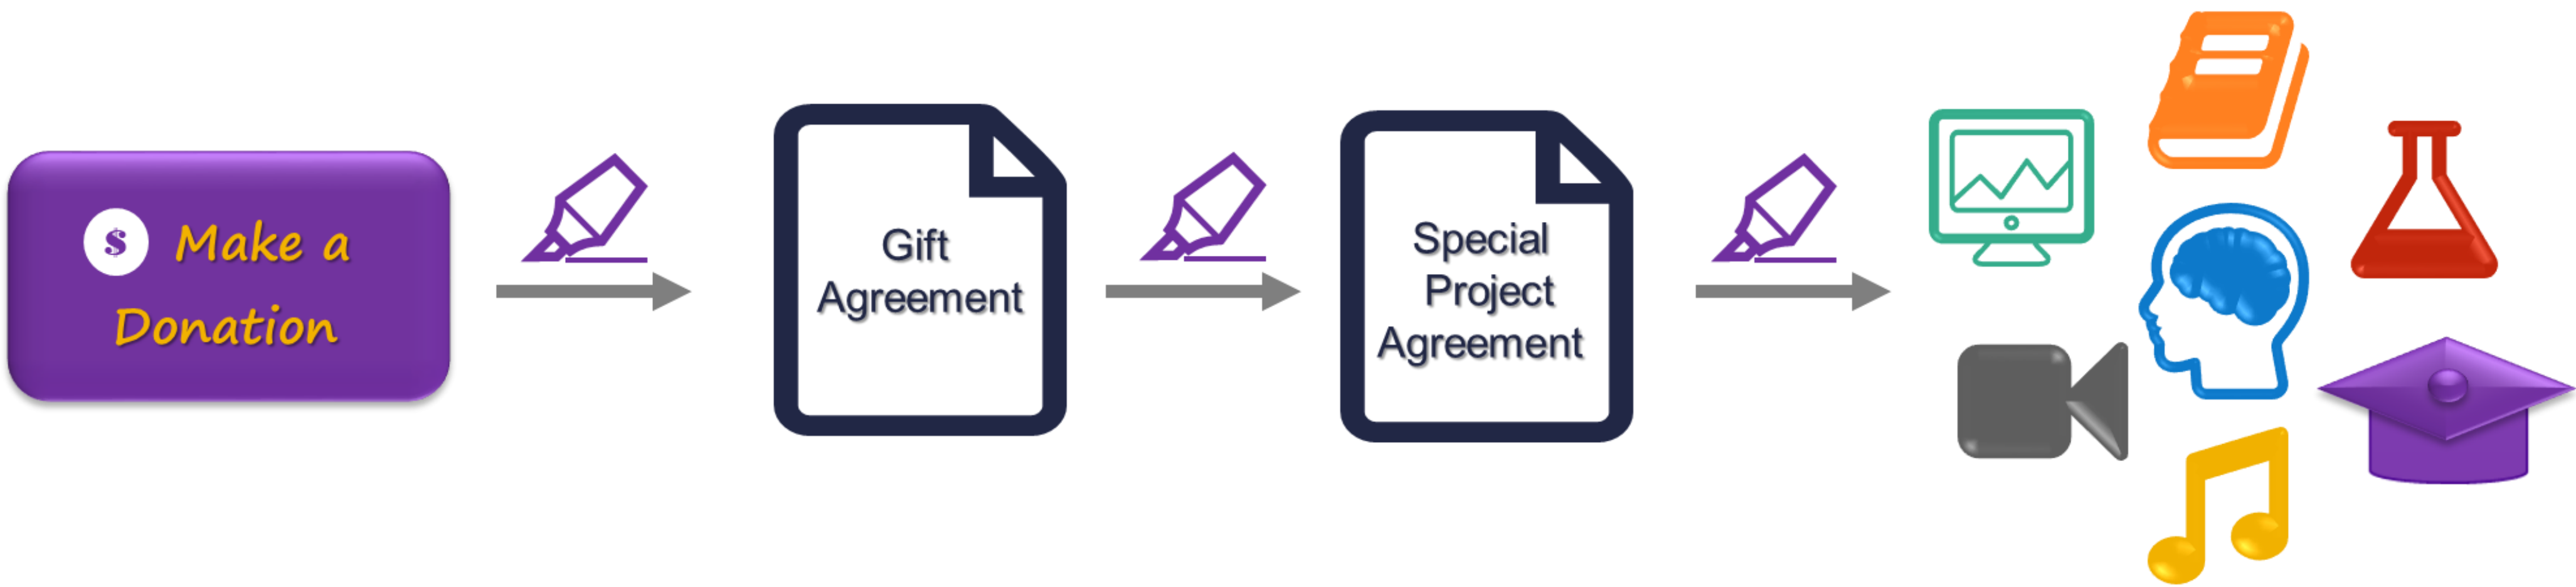 $ Make a
Donation
Gift
Agreement
Special
Project
Agreement